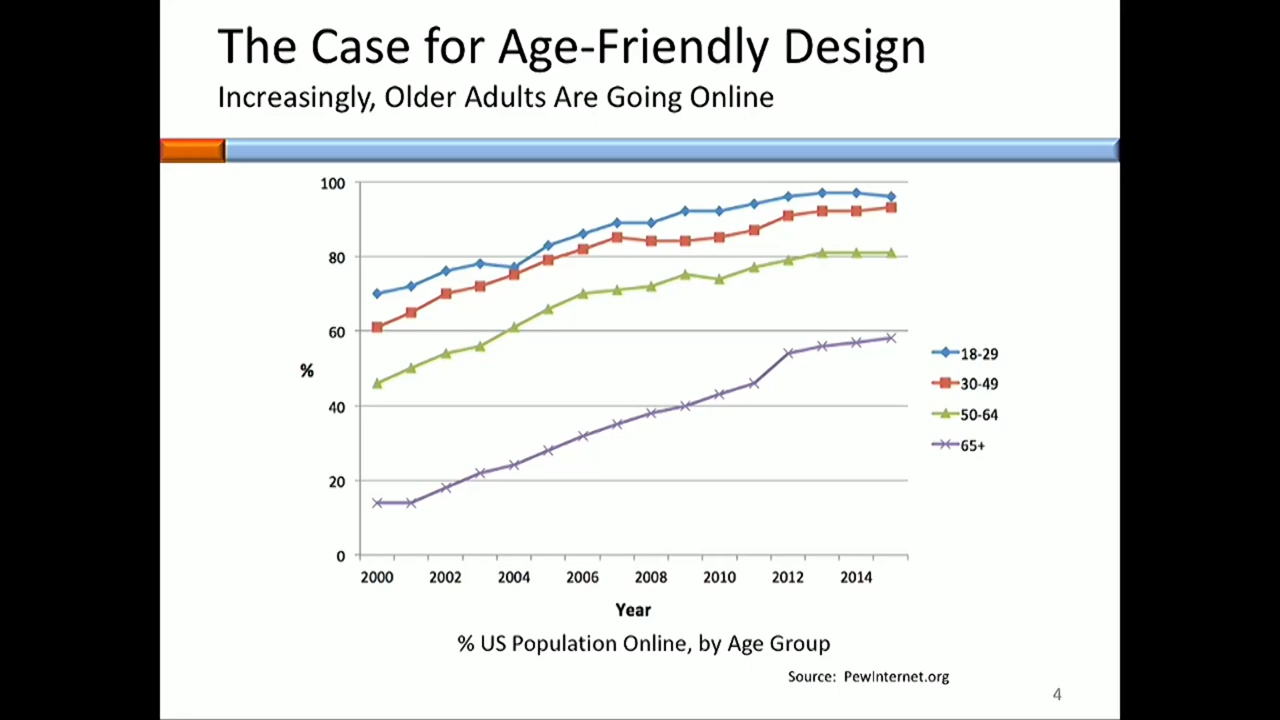 The Case for Age-Friendly Design
Increasingly, Older Adults Are Going Online
100
80
60
40
20
0
%
2000 2002 2004 2006 2008 2010 2012 2014
Year
18-29
30-49
50-64
65+
% US Population Online, by Age Group
Source: PewInternet.org
4